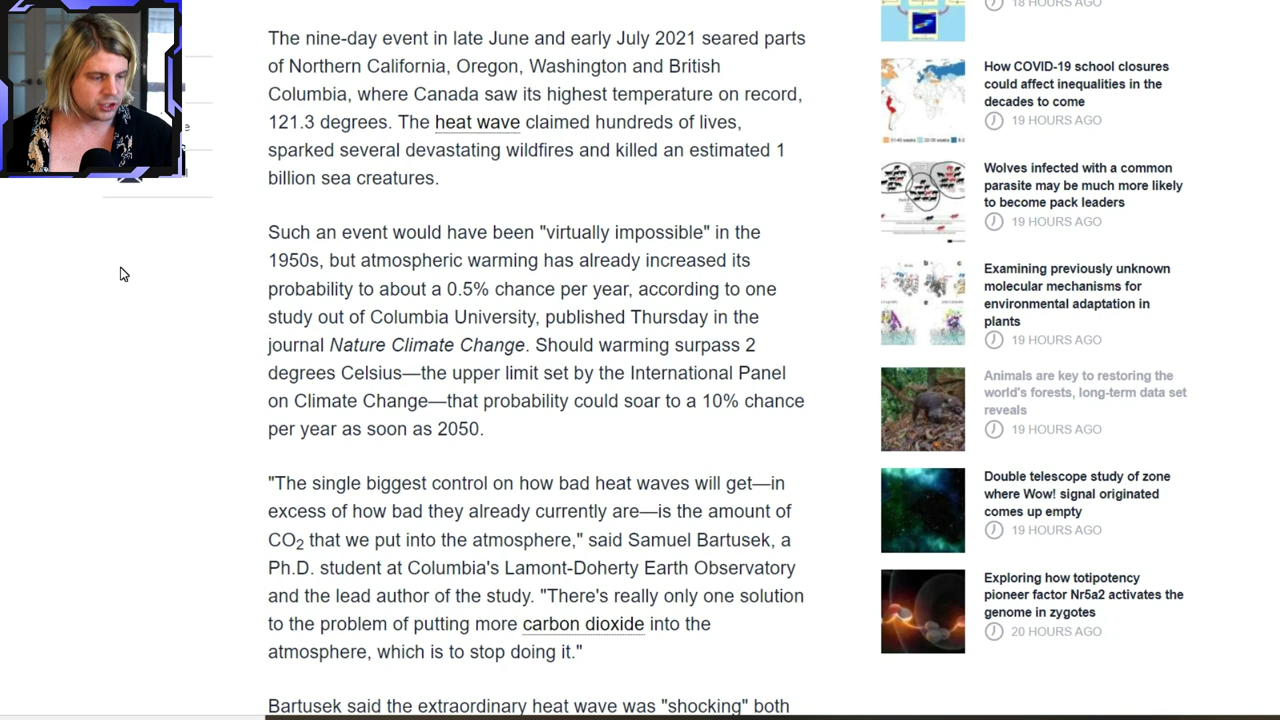 The nine-day event in late June and early July 2021 seared parts
of Northern California, Oregon, Washington and British
Columbia, where Canada saw its highest temperature on record,
121.3 degrees. The heat wave claimed hundreds of lives,
sparked several devastating wildfires and killed an estimated 1
billion sea creatures.
Such an event would have been "virtually impossible" in the
1950s, but atmospheric warming has already increased its
probability to about a 0.5% chance per year, according to one
study out of Columbia University, published Thursday in the
journal Nature Climate Change. Should warming surpass 2
degrees Celsius—the upper limit set by the International Panel
on Climate Change—that probability could soar to a 10% chance
per year as soon as 2050.
"The single biggest control on how bad heat waves will get—in
excess of how bad they already currently are—is the amount of
CO2 that we put into the atmosphere," said Samuel Bartusek, a
Ph.D. student at Columbia's Lamont-Doherty Earth Observatory
and the lead author of the study. "There's really only one solution
to the problem of putting more carbon dioxide into the
atmosphere, which is to stop doing it."
Bartusek said the extraordinary heat wave was "shocking" both
18 HOURS AGO
How COVID-19 school closures
could affect inequalities in the
decades to come
19 HOURS AGO
Wolves infected with a common
parasite may be much more likely
to become pack leaders
19 HOURS AGO
Examining previously unknown
molecular mechanisms for
environmental adaptation in
plants
19 HOURS AGO
Animals are key to restoring the
world's forests, long-term data set
reveals
19 HOURS AGO
Double telescope study of zone
where Wow! signal originated
comes up empty
19 HOURS AGO
Exploring how totipotency
pioneer factor Nr5a2 activates the
genome in zygotes
20 HOURS AGO